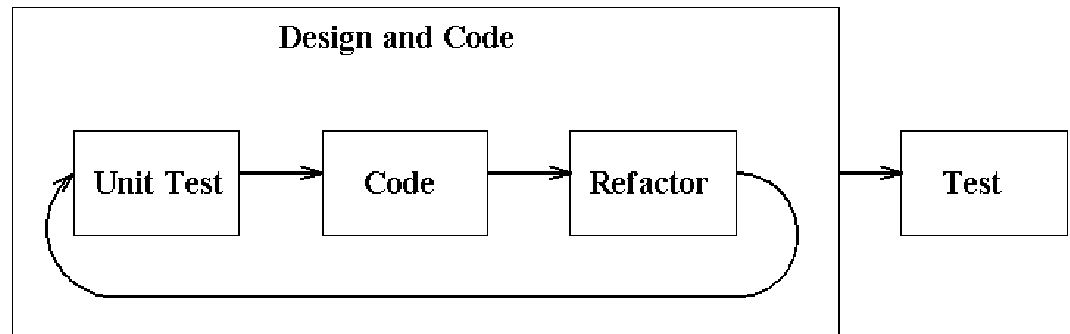 Design and Code
Unit Test
Code
Refactor
Test